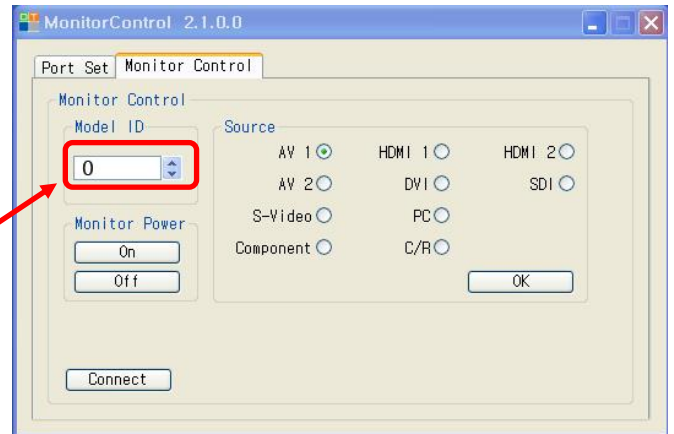 MonitorControl 2.1.0.0
Port Set Monitor Control
Monitor Control
Model ID
0
Source
AV 1 HDMI 1 HDMI 2
AV 2 DVI SDI
S-Video PC
Component C/R
OK
Monitor Power
On
Off
Connect